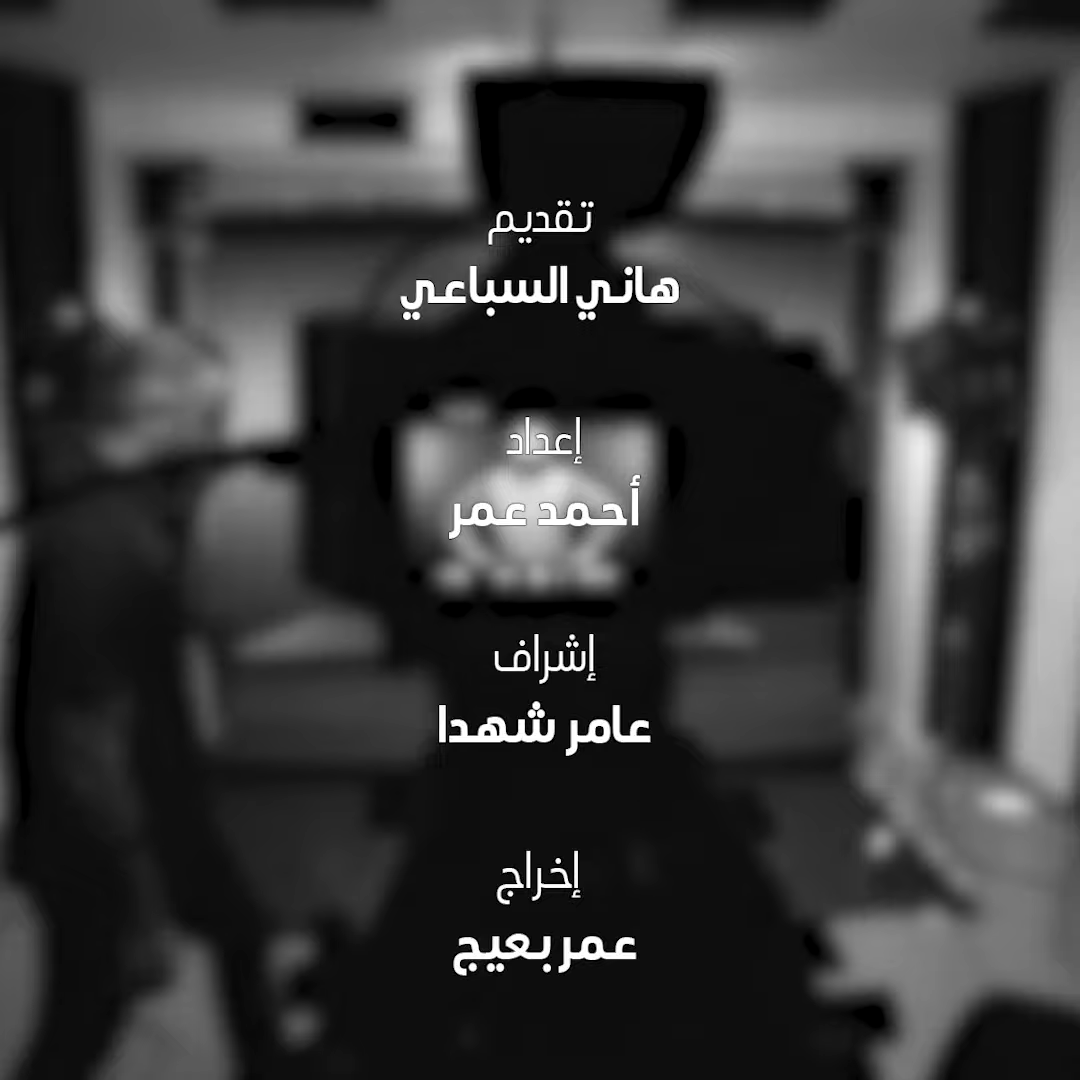 تقديم
هاني السباعي
إعداد
أحمد عمر
إشراف
عامر شهدا
إخراج
عمر بعيج